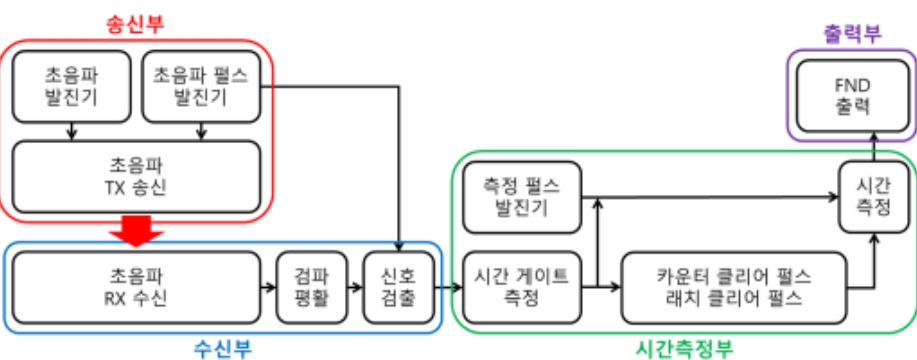 송신부
초음파
발진기
초음파 펄스
발진기
초음파
TX 송신
초음파
RX 수신
검파
평활
신호
검출
수신부
측정 펄스
발진기
시간 게이트
측정
카운터 클리어 펄스
래치 클리어 펄스
시간
측정
시간측정부
출력부
FND
출력